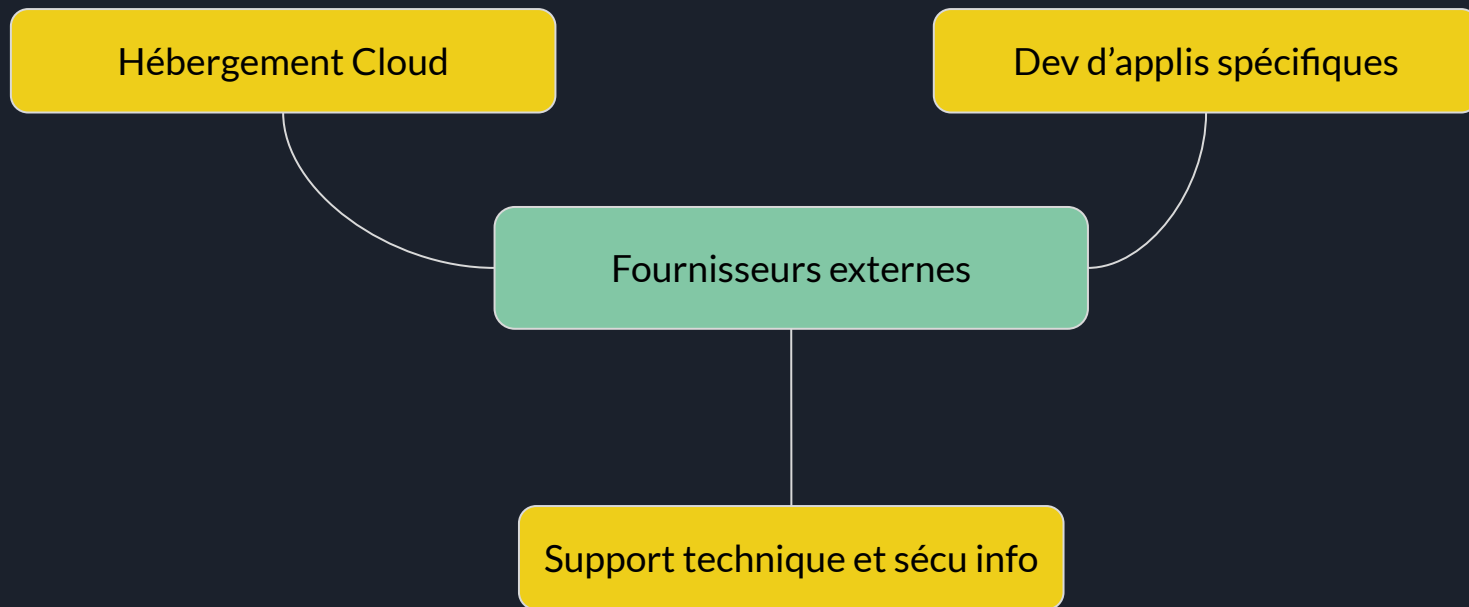 Hébergement Cloud
Dev d’applis spécifiques
Fournisseurs externes
Support technique et sécu info